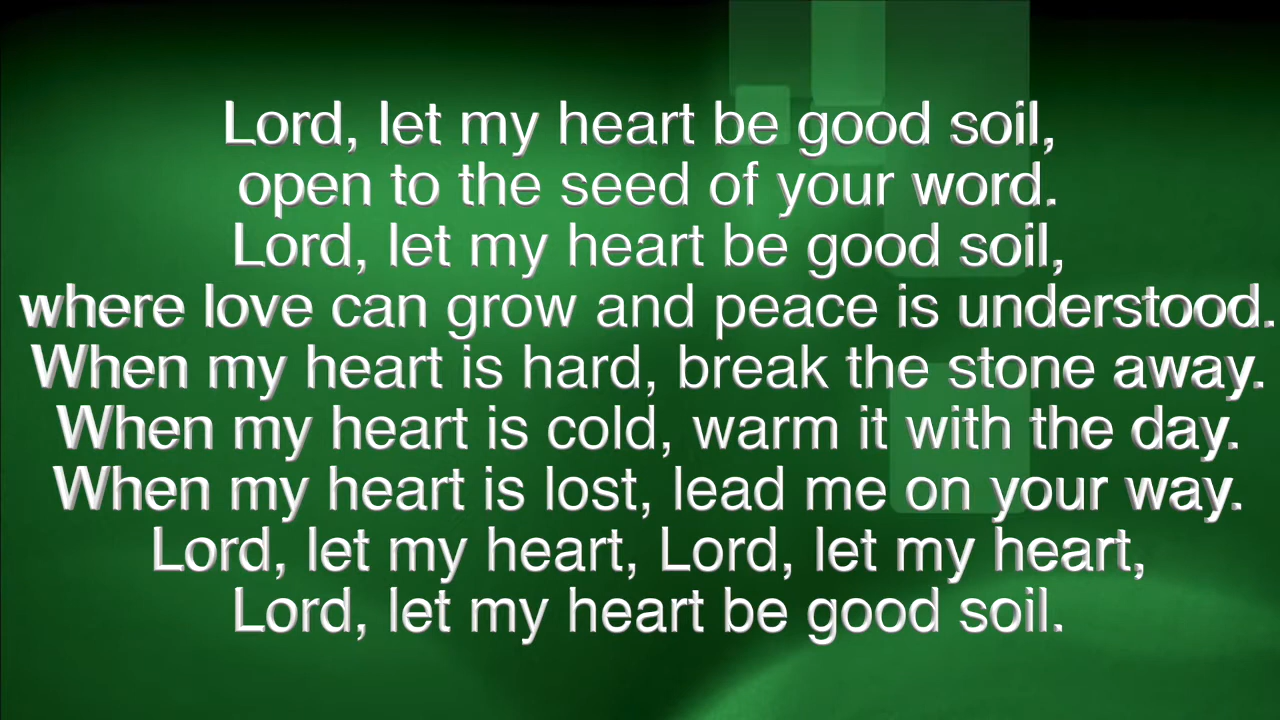 Lord, let my heart be good soil,
open to the seed of your word.
Lord, let my heart be good soil,
where love can grow and peace is understood.
When my heart is hard, break the stone away.
When my heart is cold, warm it with the day.
When my heart is lost, lead me on your way.
Lord, let my heart, Lord, let my heart,
Lord, let my heart be good soil.